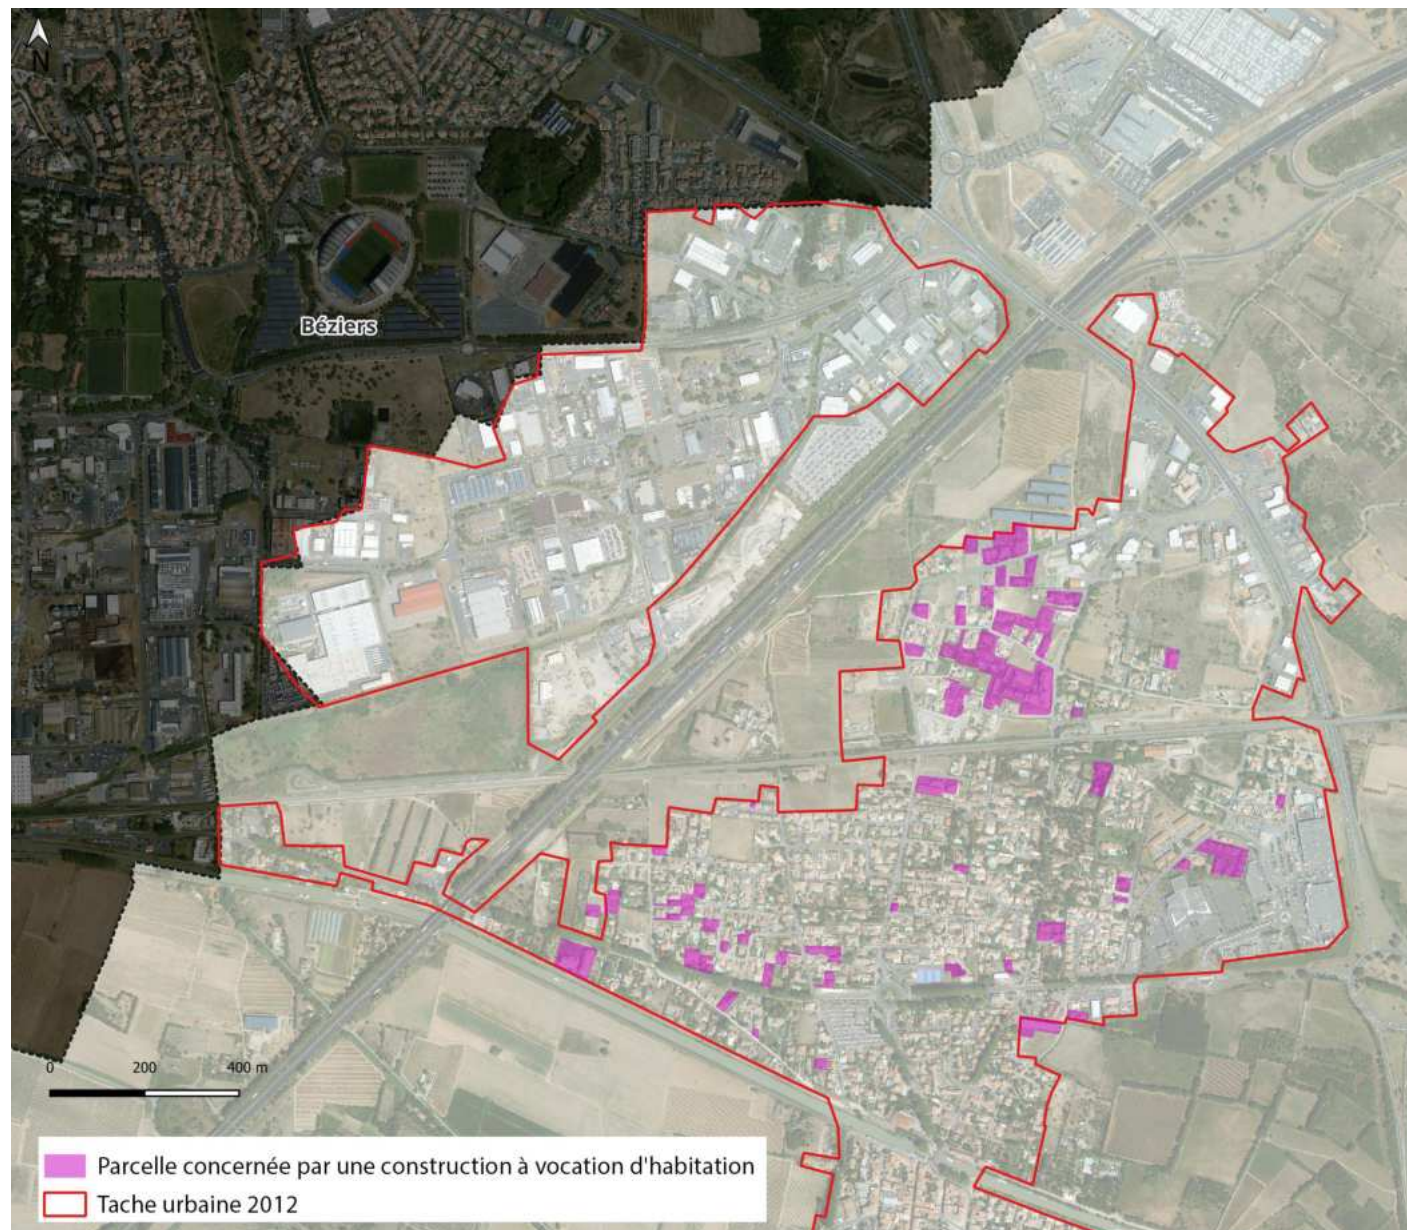 N
Béziers
0 200 400 m
Parcelle concernée par une construction à vocation d'habitation
Tache urbaine 2012